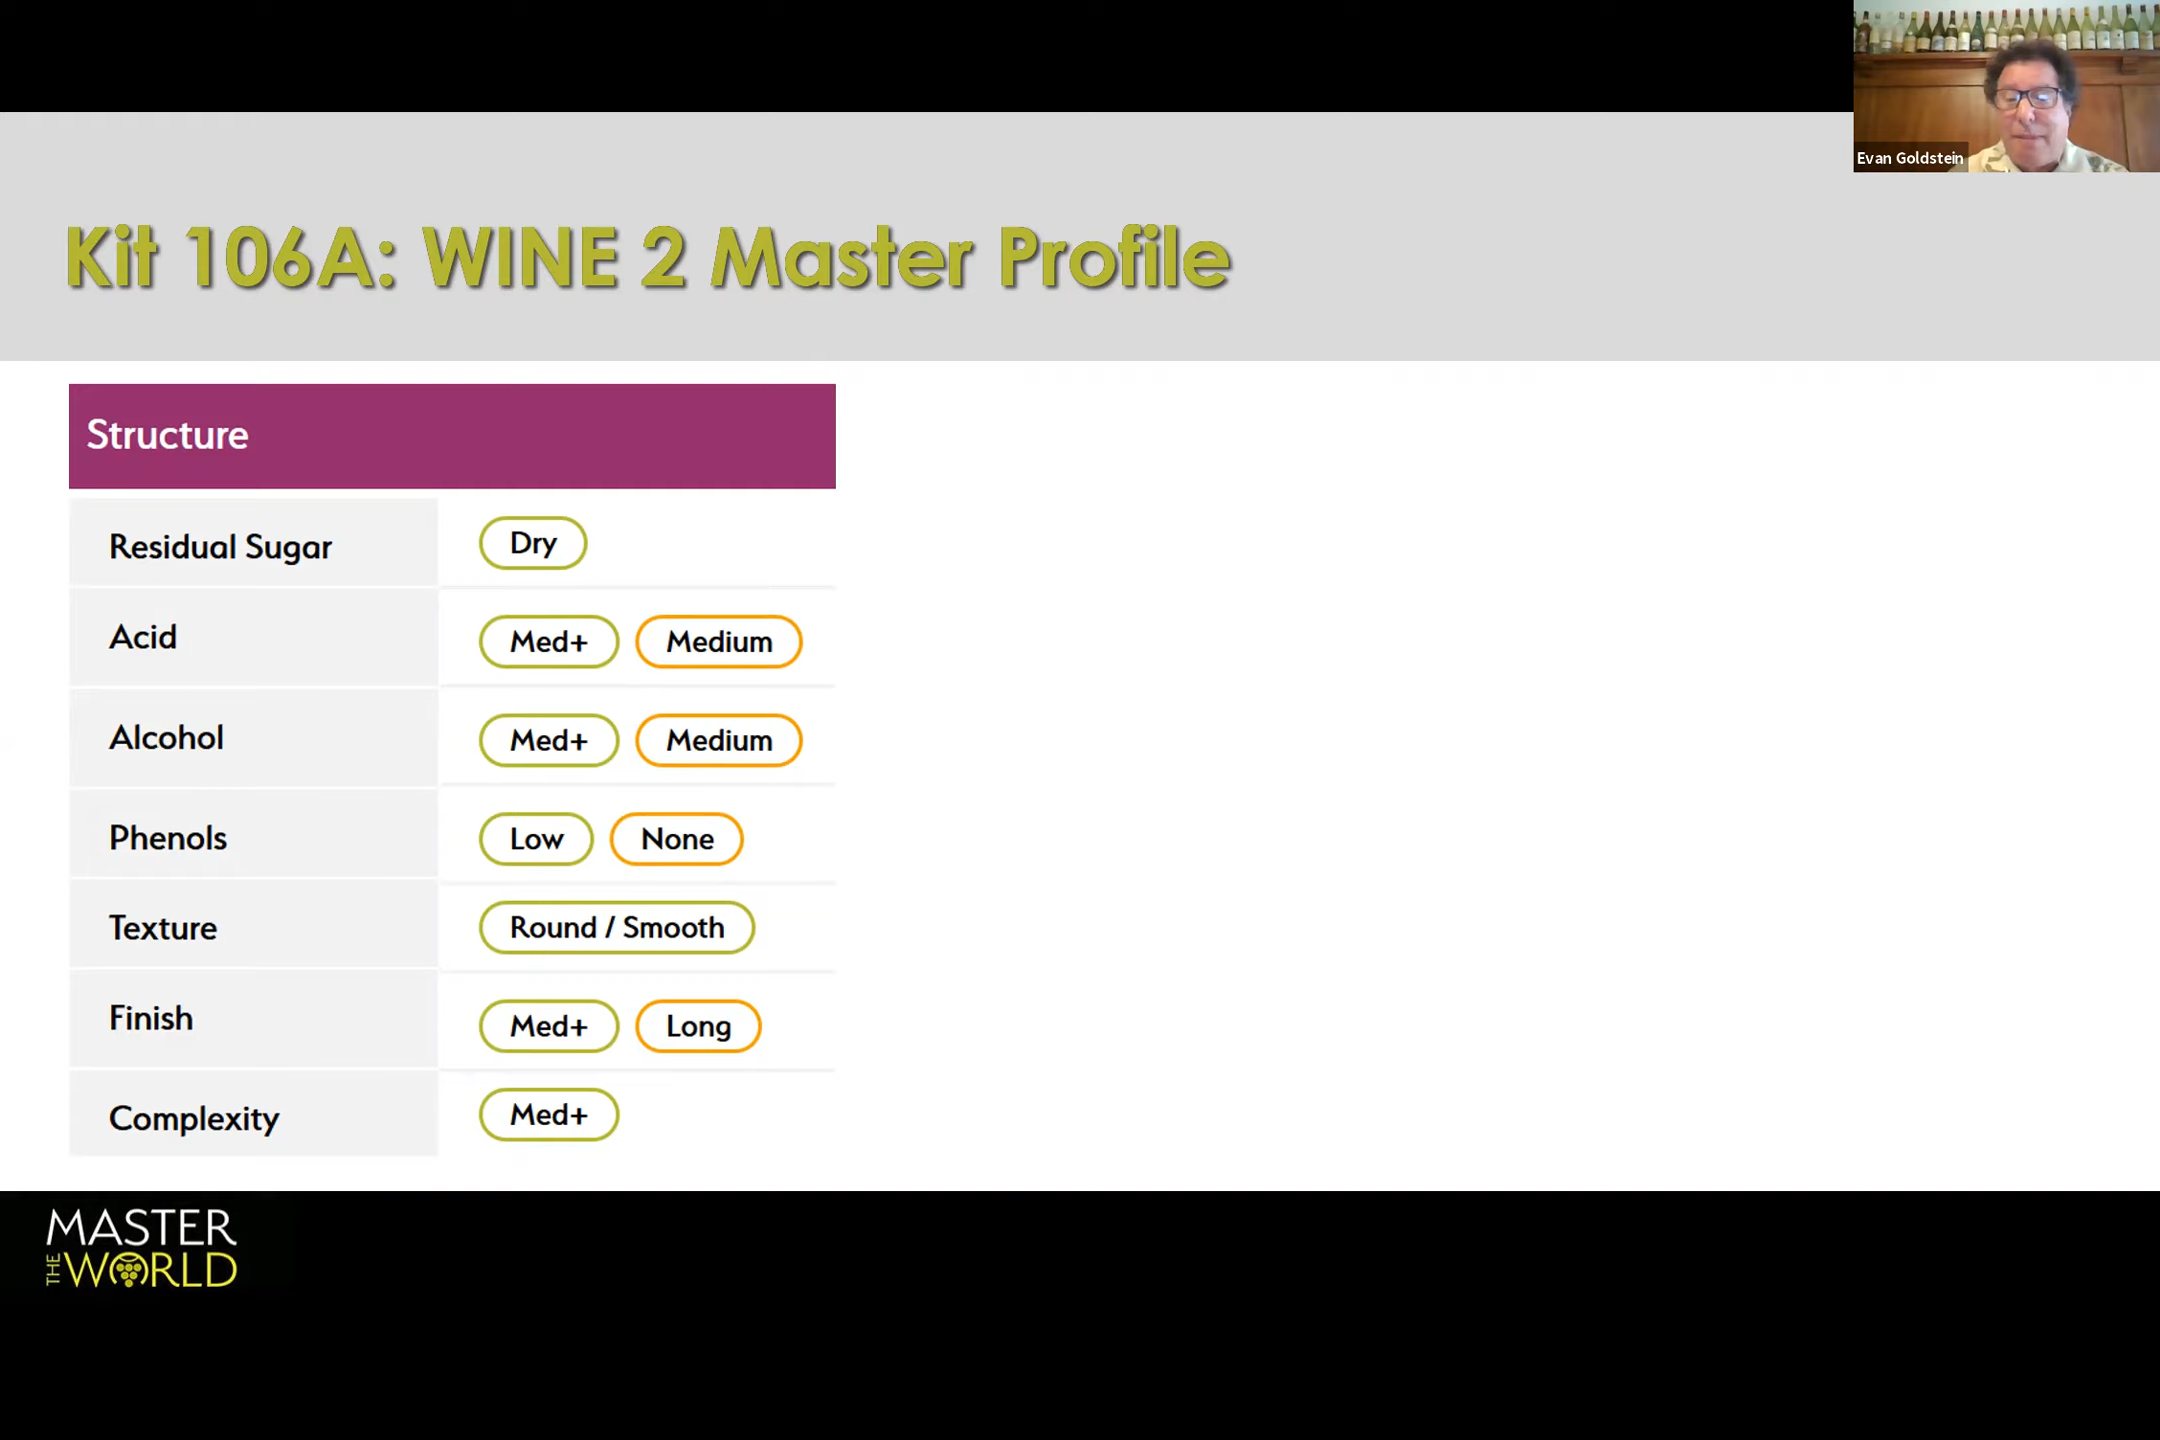 Evan Goldstein
Kit 106A: WINE 2 Master Profile
Structure
Residual Sugar Dry
Acid Med+ Medium
Alcohol Med+ Medium
Phenols Low None
Texture Round / Smooth
Finish Med+ Long
Complexity Med+
MASTER
THE WORLD